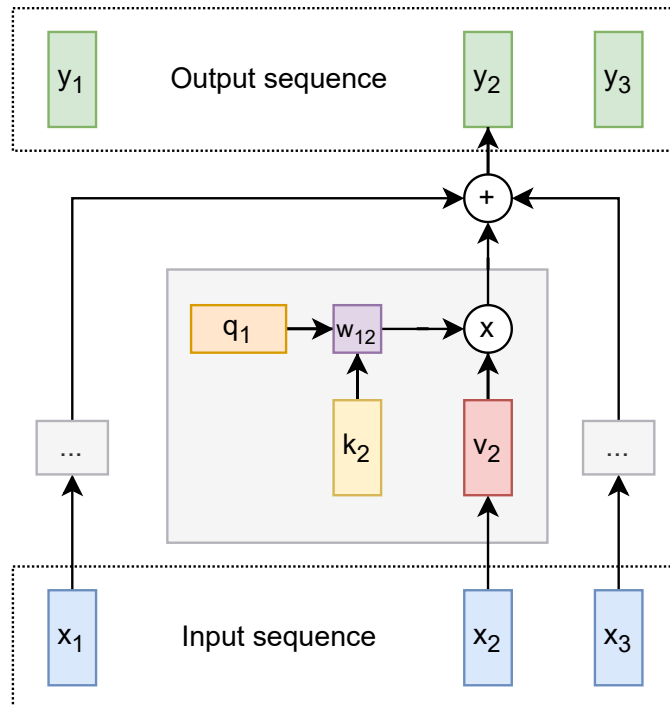 y₁ Output sequence y₂ y₃
+
q₁ w₁₂ x
... k₂ v₂ ...
x₁ Input sequence x₂ x₃